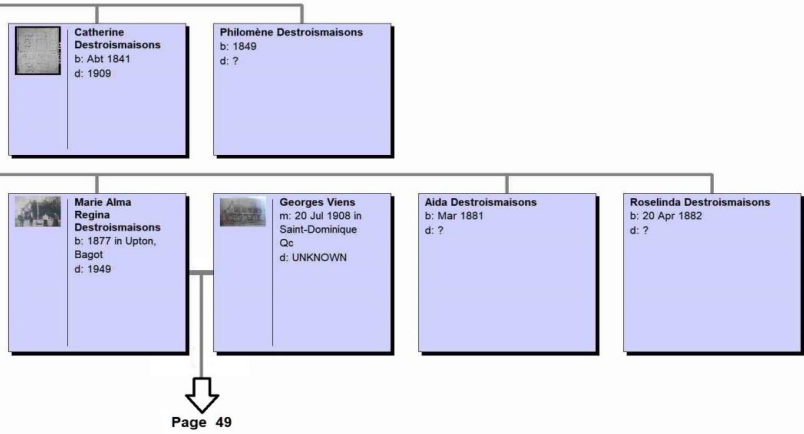 Catherine
Destroismaisons
b: Abt 1841
d: 1909
Philomène Destroismaisons
b: 1849
d: ?
Marie Alma
Regina
Destroismaisons
b: 1877 in Upton,
Bagot
d: 1949
Georges Viens
m: 20 Jul 1908 in
Saint-Dominique
Qc
d: UNKNOWN
Aida Destroismaisons
b: Mar 1881
d: ?
Roselinda Destroismaisons
b: 20 Apr 1882
d: ?
Page 49